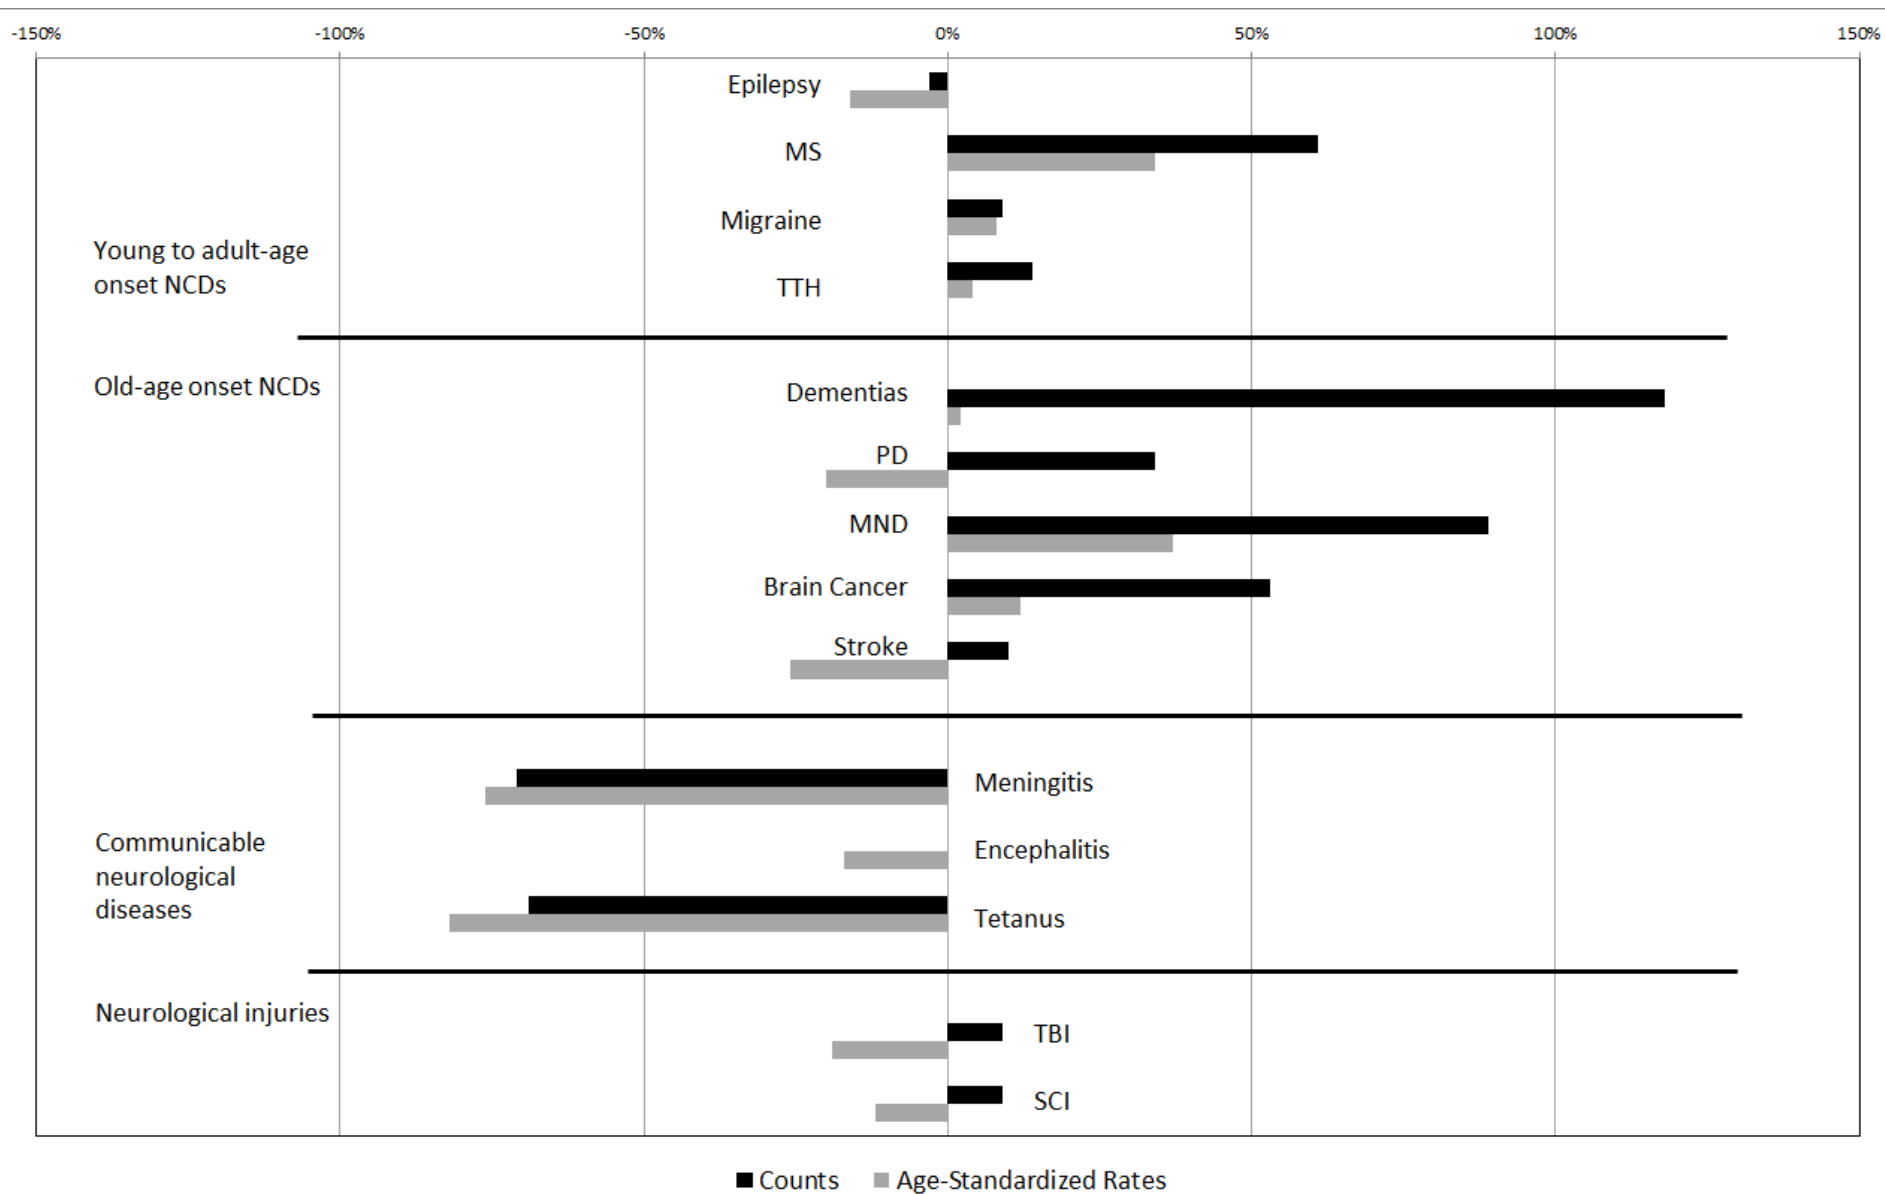 -150%
-100%
-50%
0%
50%
100%
150%
Epilepsy
MS
Migraine
TTH
Young to adult-age
onset NCDs
Old-age onset NCDs
Dementias
PD
MND
Brain Cancer
Stroke
Meningitis
Encephalitis
Tetanus
Communicable
neurological
diseases
Neurological injuries
TBI
SCI
Counts
Age-Standardized Rates